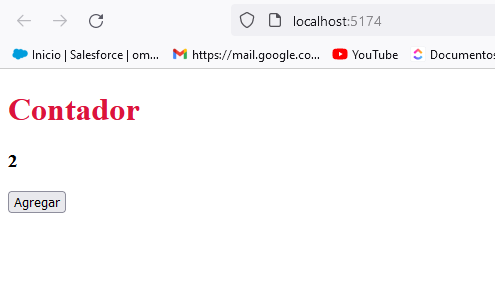 localhost:5174
Inicio | Salesforce | om... https://mail.google.co... YouTube Documentos
Contador
2
Agregar